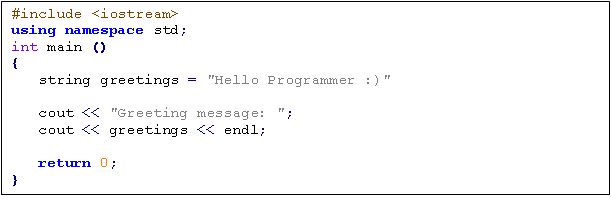 #include <iostream>
using namespace std;
int main ()
{
string greetings = "Hello Programmer :)"
cout << "Greeting message: ";
cout << greetings << endl;
return 0;
}